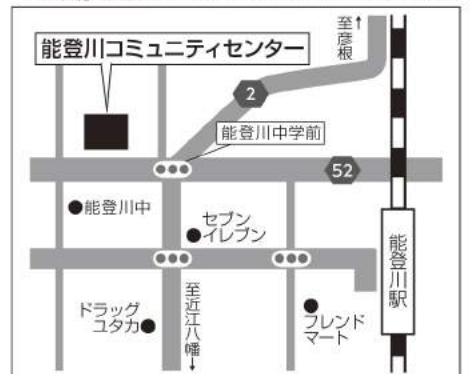 至彦根↑
能登川コミュニティセンター
2
能登川中学前
52
●能登川中
セブン
イレブン
能登川駅
ドラッグ
ユタカ●
至近江八幡↓
フレンド
マート